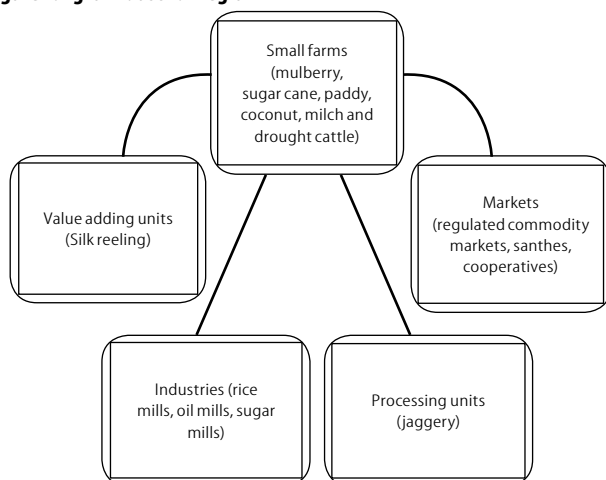 Small farms
(mulberry,
sugar cane, paddy,
coconut, milch and
drought cattle)
Value adding units
(Silk reeling)
Markets
(regulated commodity
markets, santhes,
cooperatives)
Industries (rice
mills, oil mills, sugar
mills)
Processing units
(jaggery)